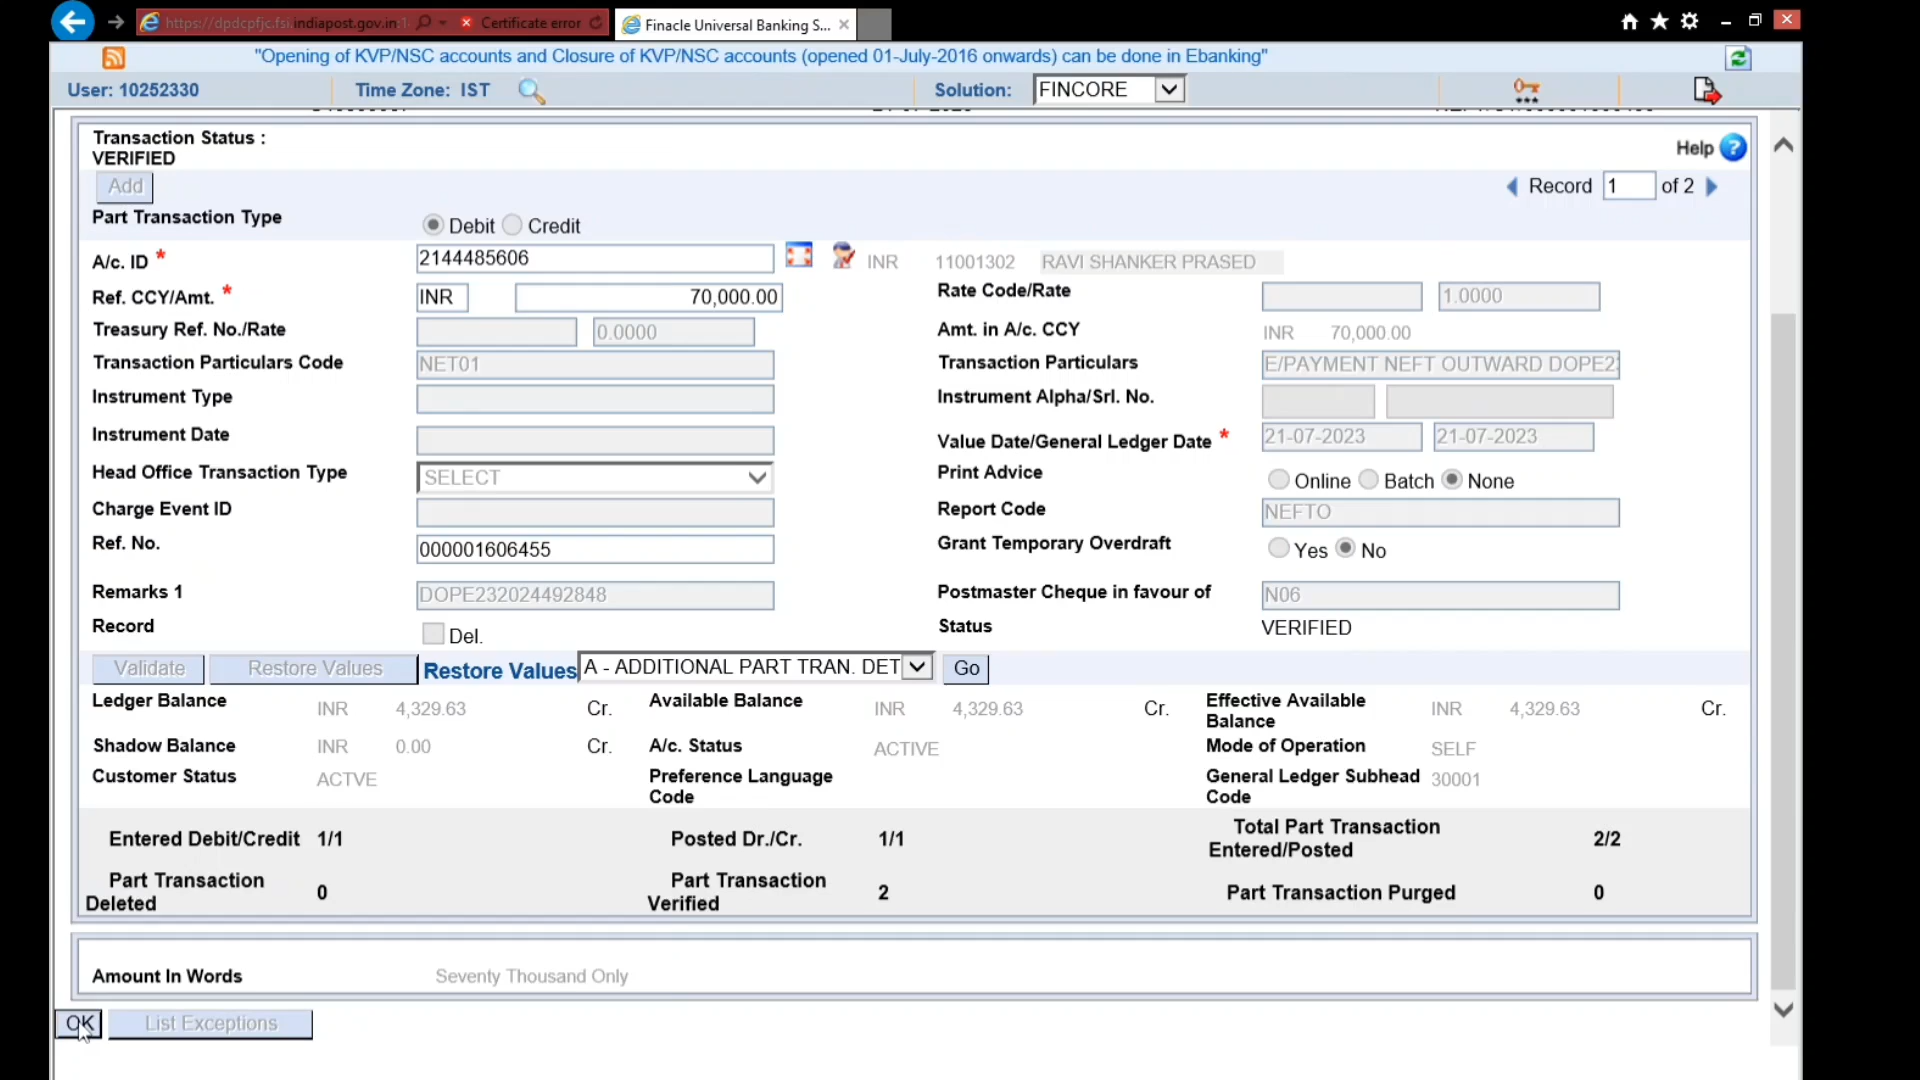 https://dpdcpfjc.fsi.indiapost.gov.in Certificate error Finacle Universal Banking S...
"Opening of KVP/NSC accounts and Closure of KVP/NSC accounts (opened 01-July-2016 onwards) can be done in Ebanking"
User: 10252330 Time Zone: IST Solution: FINCORE
Transaction Status :
VERIFIED
Help
Add Record 1 of 2
Part Transaction Type Debit Credit
A/c. ID * 2144485606 INR 11001302 RAVI SHANKER PRASED
Ref. CCY/Amt. * INR 70,000.00 Rate Code/Rate 1.0000
Treasury Ref. No./Rate 0.0000 Amt. in A/c. CCY INR 70,000.00
Transaction Particulars Code NET01 Transaction Particulars E/PAYMENT NEFT OUTWARD DOPE2
Instrument Type Instrument Alpha/Srl. No.
Instrument Date Value Date/General Ledger Date * 21-07-2023 21-07-2023
Head Office Transaction Type SELECT Print Advice Online Batch None
Charge Event ID Report Code NEFTO
Ref. No. 000001606455 Grant Temporary Overdraft Yes No
Remarks 1 DOPE232024492848 Postmaster Cheque in favour of N06
Record Del. Status VERIFIED
Validate Restore Values Restore Values A - ADDITIONAL PART TRAN. DET Go
Ledger Balance INR 4,329.63 Cr. Available Balance INR 4,329.63 Cr. Effective Available Balance INR 4,329.63 Cr.
Shadow Balance INR 0.00 Cr. A/c. Status ACTIVE Mode of Operation SELF
Customer Status ACTVE Preference Language Code General Ledger Subhead Code 30001
Entered Debit/Credit 1/1 Posted Dr./Cr. 1/1 Total Part Transaction Entered/Posted 2/2
Part Transaction Deleted 0 Part Transaction Verified 2 Part Transaction Purged 0
Amount In Words Seventy Thousand Only
OK List Exceptions